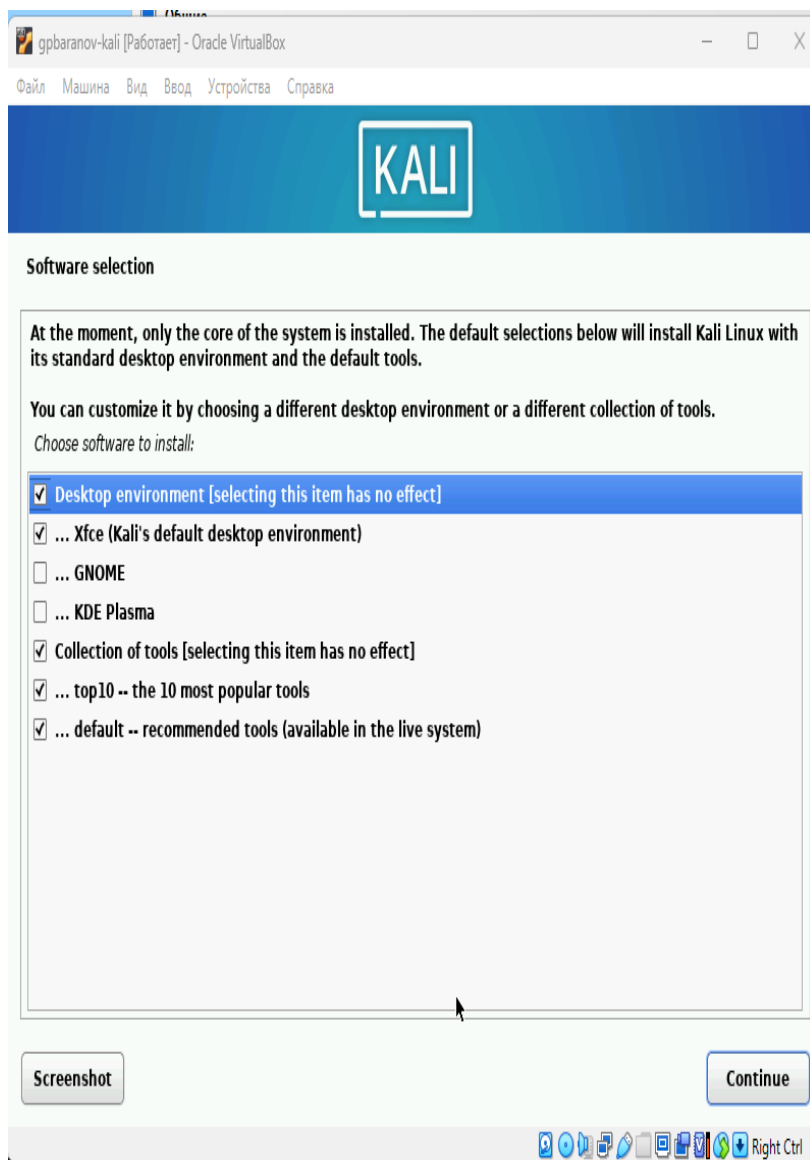 Общие
gpbaranov-kali [Работает] - Oracle VirtualBox
Файл Машина Вид Ввод Устройства Справка
KALI
Software selection
At the moment, only the core of the system is installed. The default selections below will install Kali Linux with
its standard desktop environment and the default tools.
You can customize it by choosing a different desktop environment or a different collection of tools.
Choose software to install:
Desktop environment [selecting this item has no effect]
... Xfce (Kali's default desktop environment)
... GNOME
... KDE Plasma
Collection of tools [selecting this item has no effect]
... top10 -- the 10 most popular tools
... default -- recommended tools (available in the live system)
Screenshot
Continue
Right Ctrl